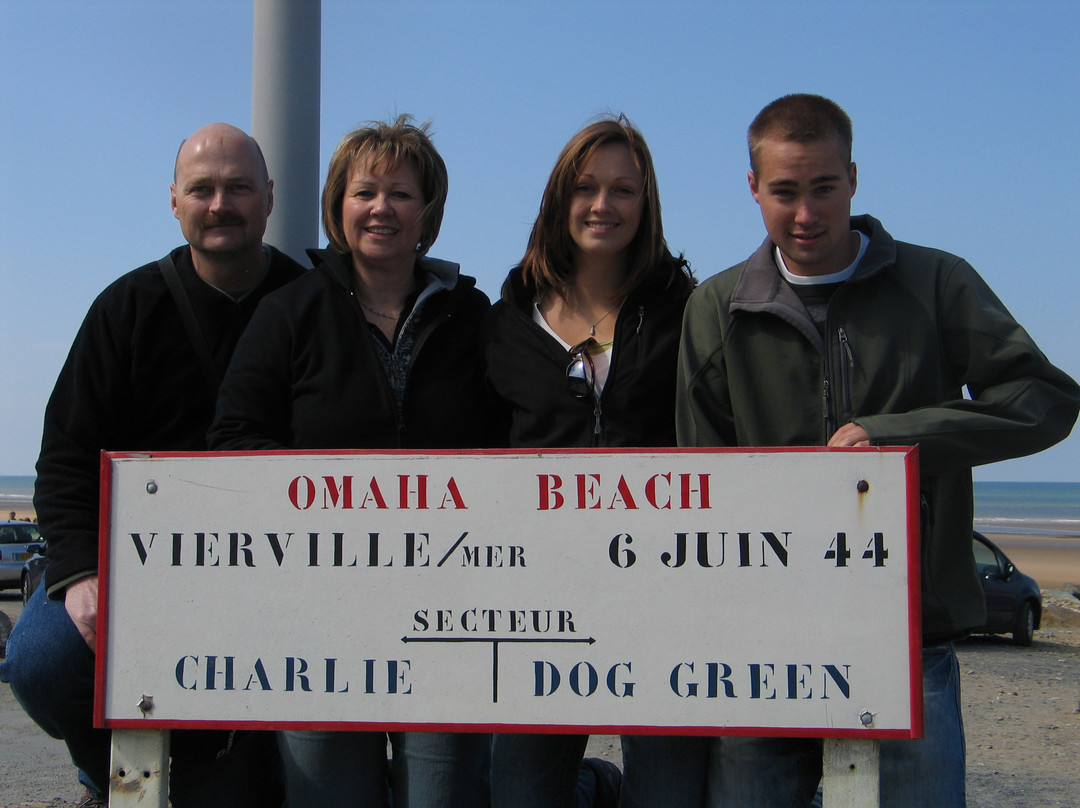 OMAHA BEACH
VIERVILLE/MER 6 JUIN 44
SECTEUR
CHARLIE DOG GREEN